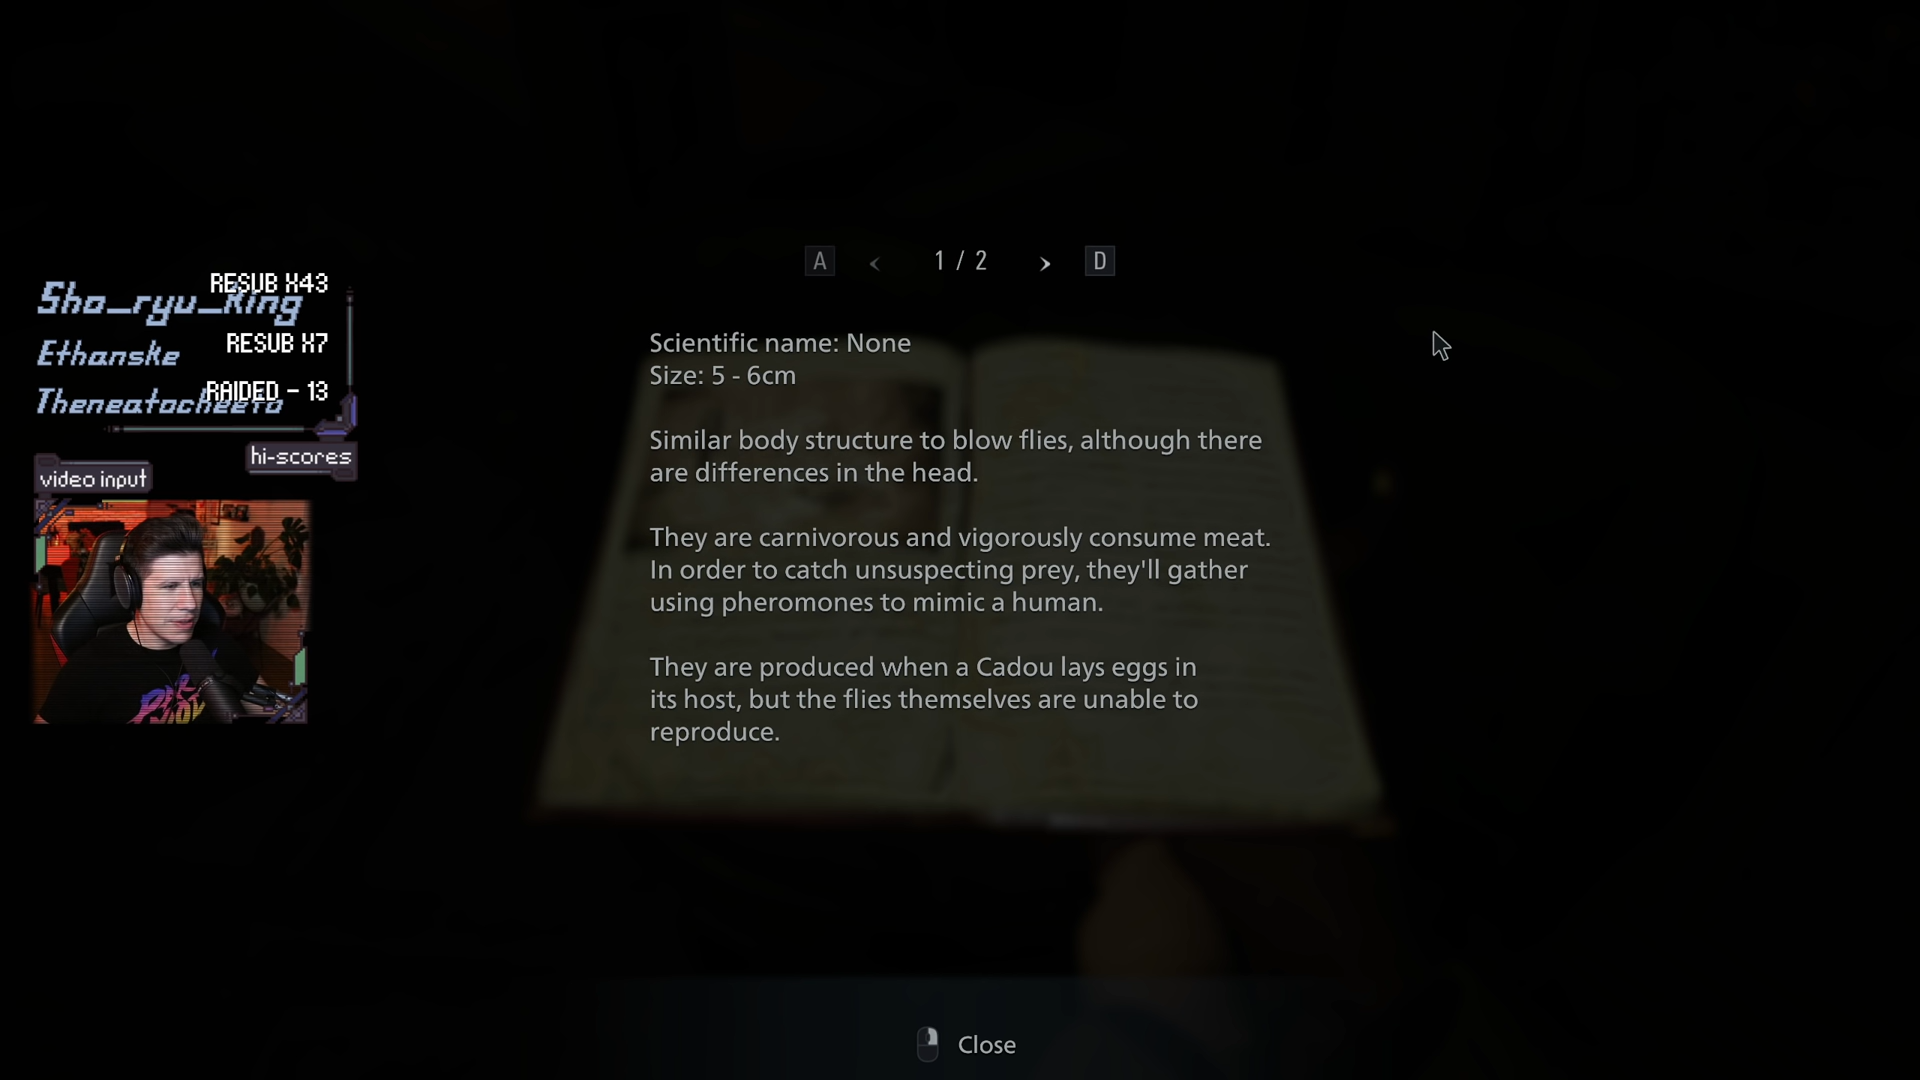 A < 1 / 2 > D
RESUB X43
Sho_ryu_King
RESUB X7
Ethanske
RAIDED - 13
Theneatocheeto
hi-scores
video input
Scientific name: None
Size: 5 - 6cm
Similar body structure to blow flies, although there
are differences in the head.
They are carnivorous and vigorously consume meat.
In order to catch unsuspecting prey, they'll gather
using pheromones to mimic a human.
They are produced when a Cadou lays eggs in
its host, but the flies themselves are unable to
reproduce.
Close